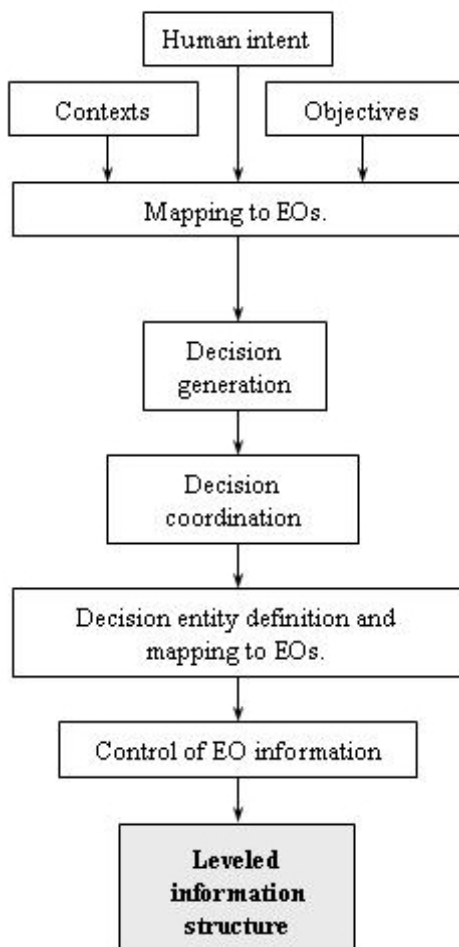 Human intent
Contexts
Objectives
Mapping to EOs.
Decision
generation
Decision
coordination
Decision entity definition and
mapping to EOs.
Control of EO information
Leveled
information
structure